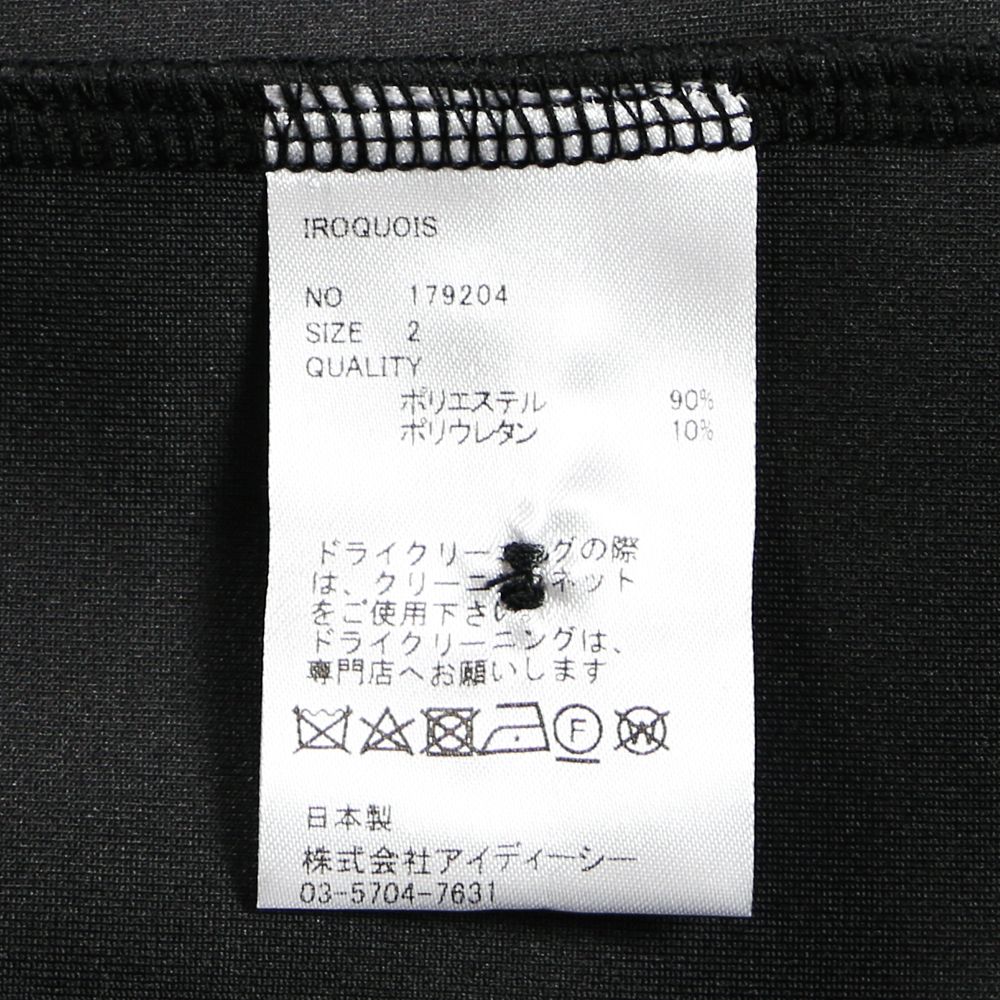 IROQUOIS
NO 179204
SIZE 2
QUALITY
ポリエステル 90%
ポリウレタン 10%
ドライクリーニングの際
は、クリーニングネット
をご使用下さい。
ドライクリーニングは、
専門店へお願いします
F W
日本製
株式会社アイディーシー
03-5704-7631